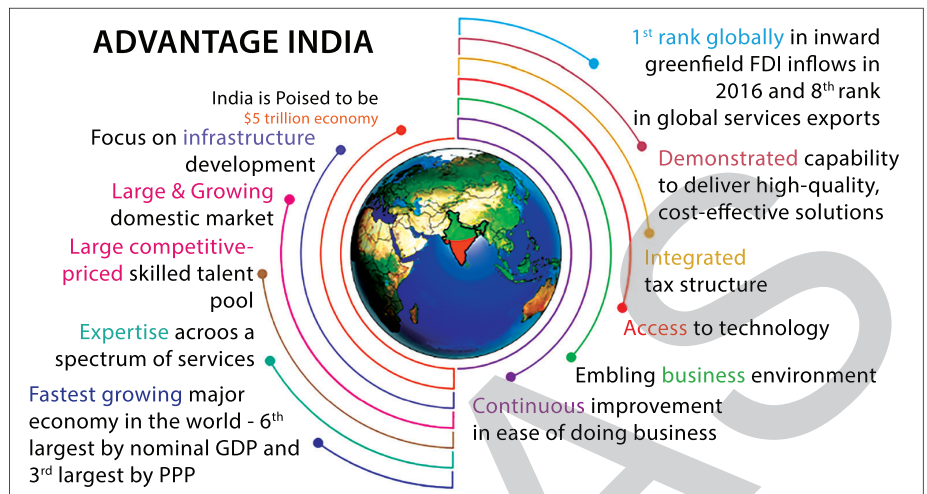 ADVANTAGE INDIA
India is Poised to be
$5 trillion economy
Focus on infrastructure
development
Large & Growing
domestic market
Large competitive-
priced skilled talent
pool
Expertise acroos a
spectrum of services
Fastest growing major
economy in the world - 6th
largest by nominal GDP and
3rd largest by PPP
1st rank globally in inward
greenfield FDI inflows in
2016 and 8th rank
in global services exports
Demonstrated capability
to deliver high-quality,
cost-effective solutions
Integrated
tax structure
Access to technology
Embling business environment
Continuous improvement
in ease of doing business
AS